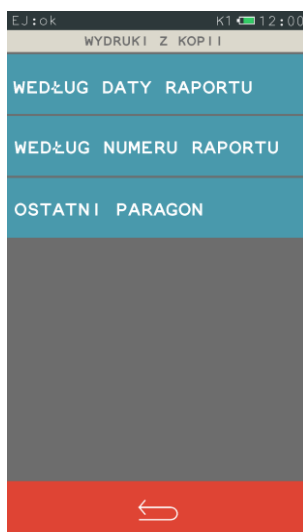 EJ:ok K1 12:00
WYDRUKI Z KOPII
WEDŁUG DATY RAPORTU
WEDŁUG NUMERU RAPORTU
OSTATNI PARAGON